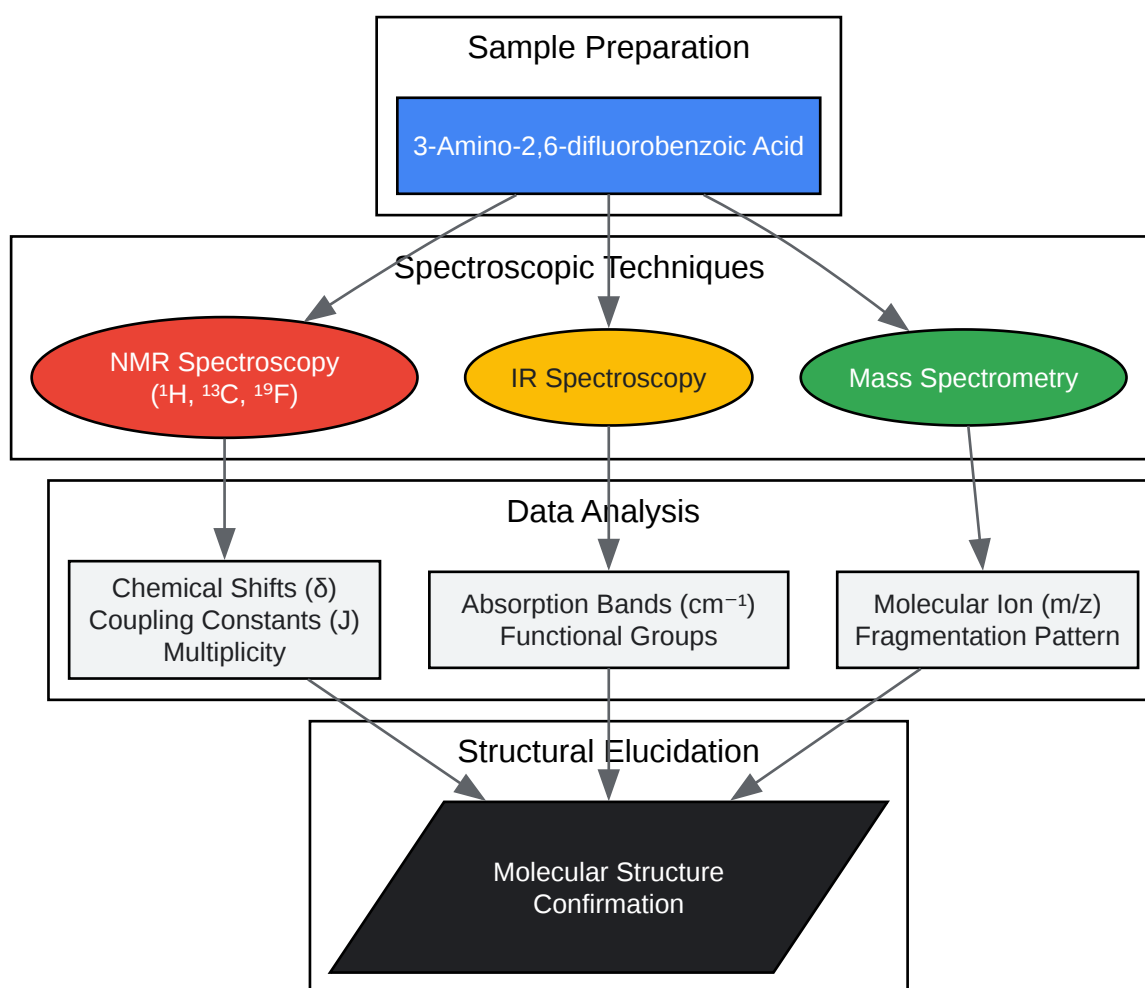 Sample Preparation
3-Amino-2,6-difluorobenzoic Acid
Spectroscopic Techniques
NMR Spectroscopy
(¹H, ¹³C, ¹⁹F)
IR Spectroscopy
Mass Spectrometry
Data Analysis
Chemical Shifts (δ)
Coupling Constants (J)
Multiplicity
Absorption Bands (cm⁻¹)
Functional Groups
Molecular Ion (m/z)
Fragmentation Pattern
Structural Elucidation
Molecular Structure
Confirmation